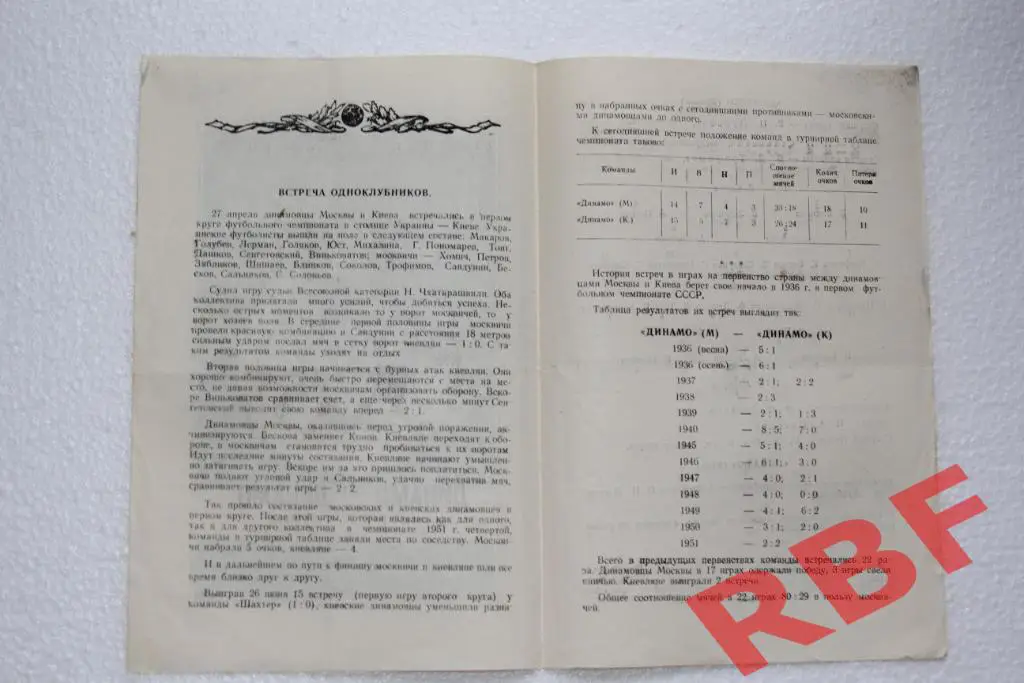 ВСТРЕЧА ОДНОКЛУБНИКОВ.
27 апреля динамовцы Москвы и Киева встречались в первом
круге футбольного чемпионата в столице Украины — Киеве. Укра-
инские футболисты вышли на поле в следующем составе: Макаров,
Голубев, Лерман, Голяков, Юст, Михалина, Г. Пономарев, Тонг,
Дашков, Сенгетовский, Виньковатов; москвичи — Хомич, Петров,
Зябликов, Блинков, Соколов, Трофимов, Савдунин, Бе-
сков, Сальников, С. Соловьев.
Судил игру судья Всесоюзной категории Н. Чхатарашвили. Оба
коллектива прилагали много усилий, чтобы добиться успеха. Не-
сколько острых моментов возникало то у ворот москвичей, то у
ворот хозяев поля. В середине первой половины игры москвичи
провели красивую комбинацию и Савдунин с расстояния 18 метров
сильным ударом послал мяч в сетку ворот киевлян — 1:0. С та-
ким результатом команды уходят на отдых
Вторая половина игры начинается с бурных атак киевлян. Они
хорошо комбинируют, очень быстро перемещаются с места на ме-
сто, не давая возможности москвичам организовать оборону. Вско-
ре Виньковатов сравнивает счет, а еще через несколько минут Сен-
гетовский выводит свою команду вперед — 2:1.
Динамовцы Москвы, оказавшись перед угрозой поражения, ак-
тивизируются. Бескова заменяет Конов. Киевляне переходят к обо-
роне, и москвичам становится трудно пробиваться к их воротам
Идут последние минуты состязания. Киевляне начинают умышлен-
но затягивать игру. Вскоре им за это пришлось поплатиться. Моск-
вичи подают угловой удар и Сальников, удачно перехватив мяч,
сравнивает результат игры — 2:2.
Так прошло состязание московских и киевских динамовцев в
первом круге. После этой игры, которая являлась как для одного,
так и для другого коллектива в чемпионате 1951 г. четвертой,
команды в турнирной таблице заняли места по соседству. Москви-
чи набрали 5 очков, киевляне — 4.
И в дальнейшем по пути к финишу москвичи и киевляне шли все
время близко друг к другу.
Выиграв 26 июня 15 встречу (первую игру второго круга) у
команды «Шахтер» (1:0), киевские динамовцы уменьшили разни-
цу в набранных очках с сегодняшними противниками — московски-
ми динамовцами до одного.
К сегодняшней встрече положение команд в турнирной таблице
чемпионата таково:
Команды И В Н П Соотно-шение мячей Колич. очков Потеря очков
«Динамо» (М) 14 7 4 3 33:18 18 10
«Динамо» (К) 15 3 26:24 17 11
* * *
История встреч в играх на первенство страны между динамов-
цами Москвы и Киева берет свое начало в 1936 г. в первом фут-
больном чемпионате СССР.
Таблица результатов их встреч выглядит так:
«ДИНАМО» (М) — «ДИНАМО» (К)
1936 (весна) — 5:1
1936 (осень) — 6:1
1937 — 2:1; 2:2
1938 — 2:3
1939 — 2:1; 1:3
1940 — 8:5; 7:0
1945 — 5:1; 4:0
1946 — 6:1; 3:0
1947 — 4:0; 2:1
1948 — 4:0; 0:0
1949 — 4:1; 6:2
1950 — 3:1; 2:0
1951 — 2:2
Всего в предыдущих первенствах команды встречались 22 ра-
за. Динамовцы Москвы в 17 играх одержали победу, 3 игры свели
вничью. Киевляне выиграли 2 встречи.
Общее соотношение мячей в 22 играх 80:29 в пользу москви-
чей.
RBF